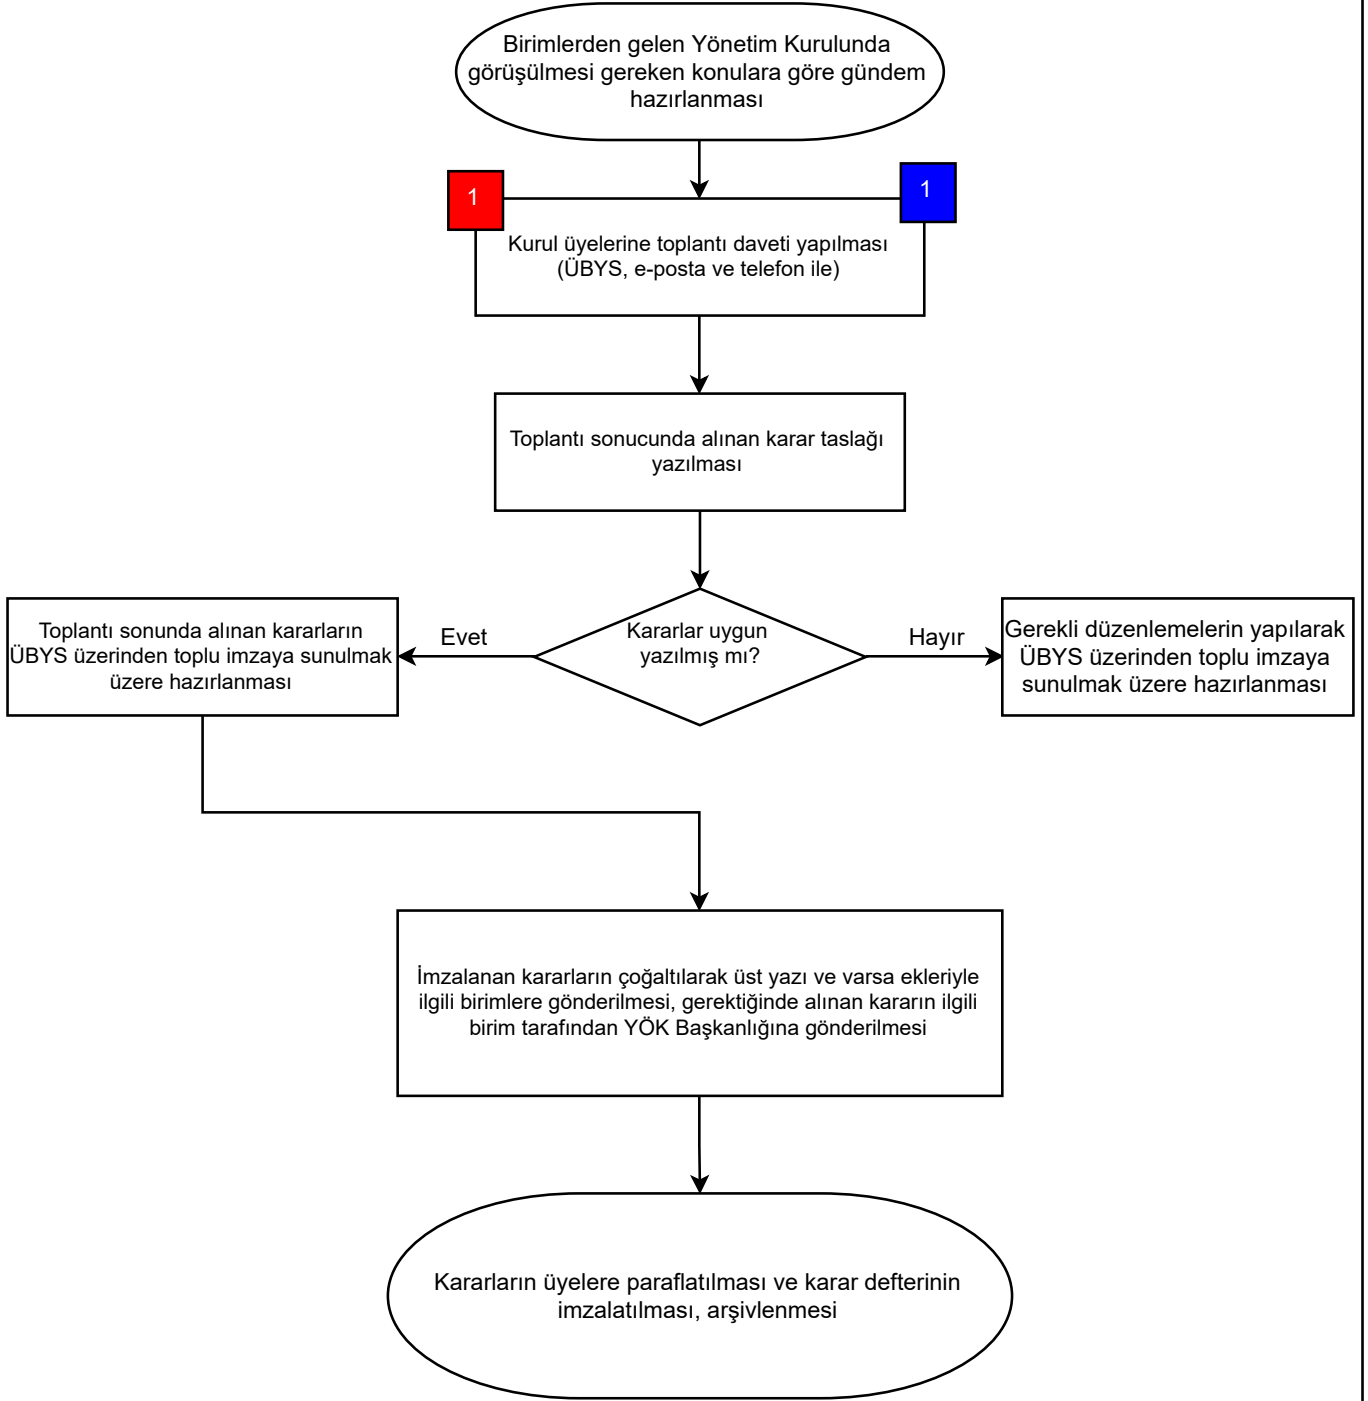 Birimlerden gelen Yönetim Kurulunda
görüşülmesi gereken konulara göre gündem
hazırlanması
1
1
Kurul üyelerine toplantı daveti yapılması
(ÜBYS, e-posta ve telefon ile)
Toplantı sonucunda alınan karar taslağı
yazılması
Toplantı sonunda alınan kararların
ÜBYS üzerinden toplu imzaya sunulmak
üzere hazırlanması
Evet
Kararlar uygun
yazılmış mı?
Hayır
Gerekli düzenlemelerin yapılarak
ÜBYS üzerinden toplu imzaya
sunulmak üzere hazırlanması
İmzalanan kararların çoğaltılarak üst yazı ve varsa ekleriyle
ilgili birimlere gönderilmesi, gerektiğinde alınan kararın ilgili
birim tarafından YÖK Başkanlığına gönderilmesi
Kararların üyelere paraflatılması ve karar defterinin
imzalatılması, arşivlenmesi